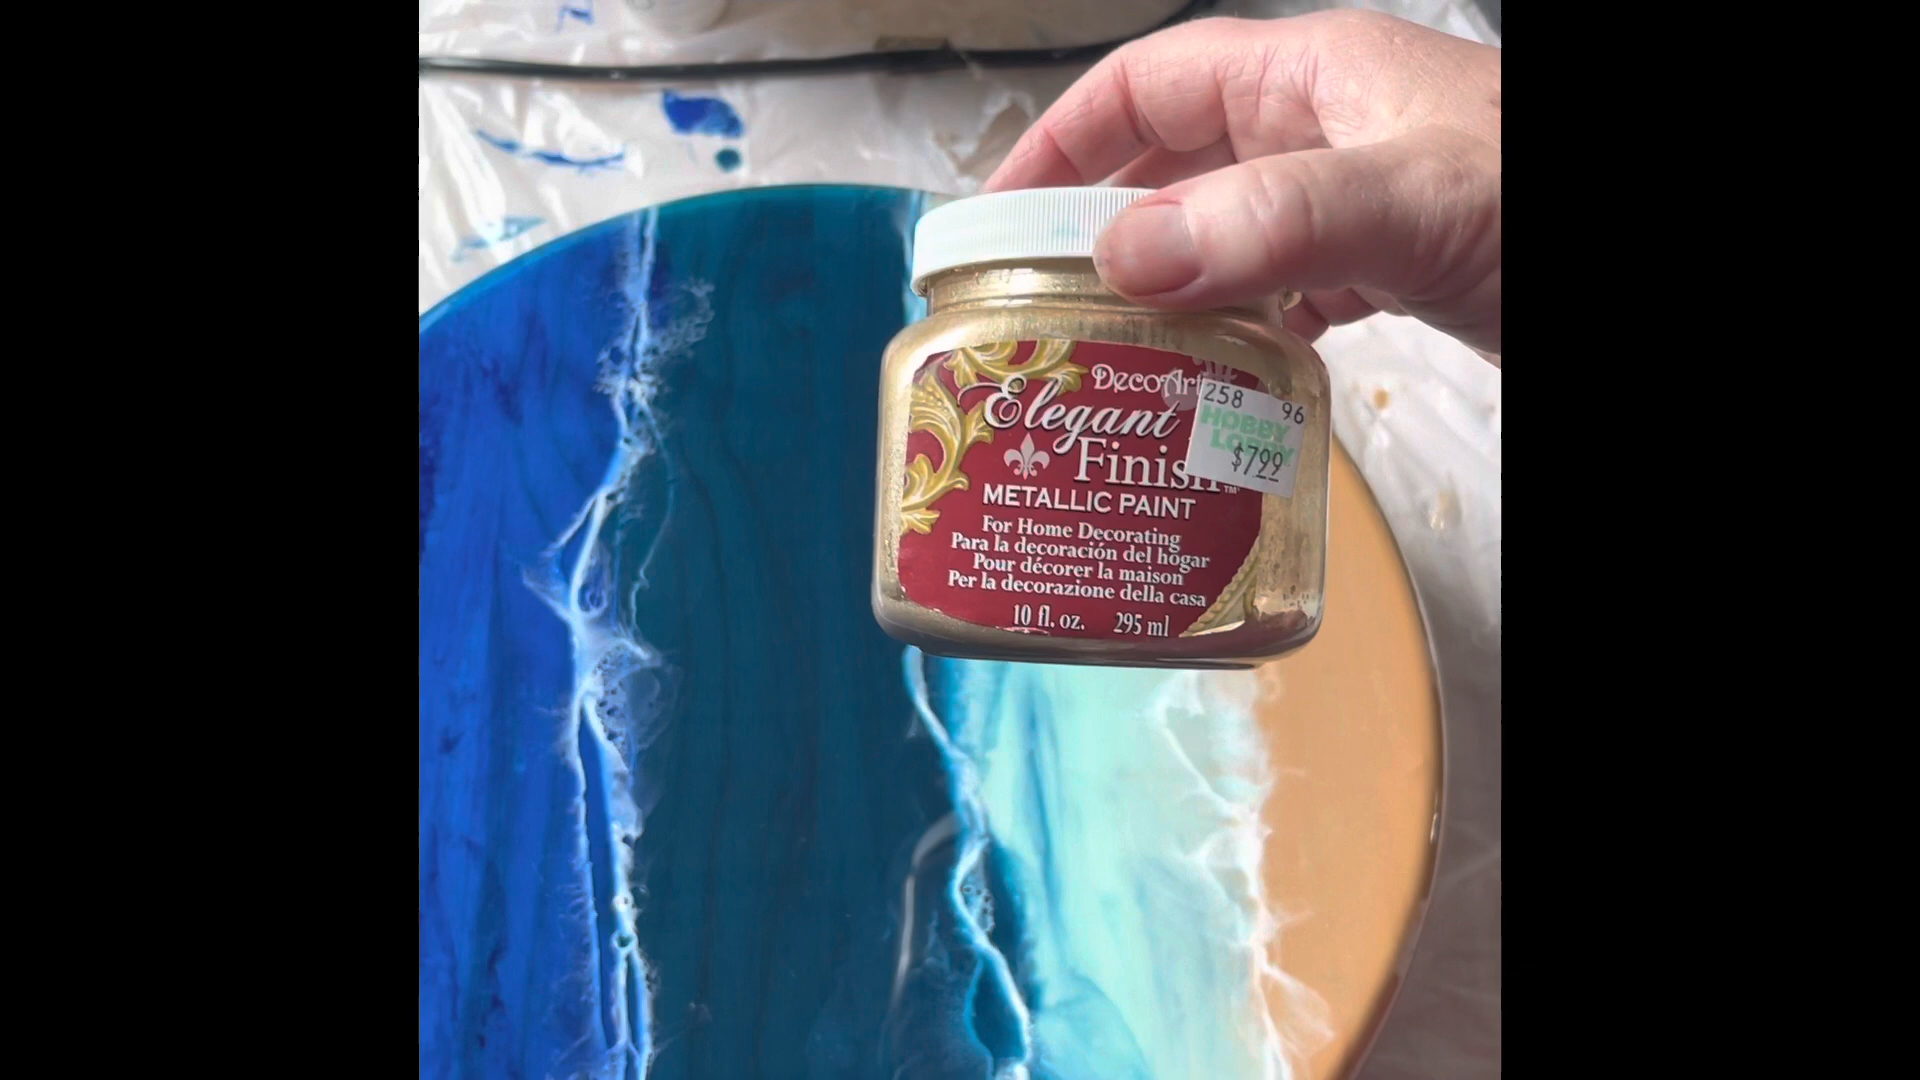 DecoArt
258 96
HOBBY
LOBBY
$7.99
Elegant
Finish™
METALLIC PAINT
For Home Decorating
Para la decoración del hogar
Pour décorer la maison
Per la decorazione della casa
10 fl. oz. 295 ml